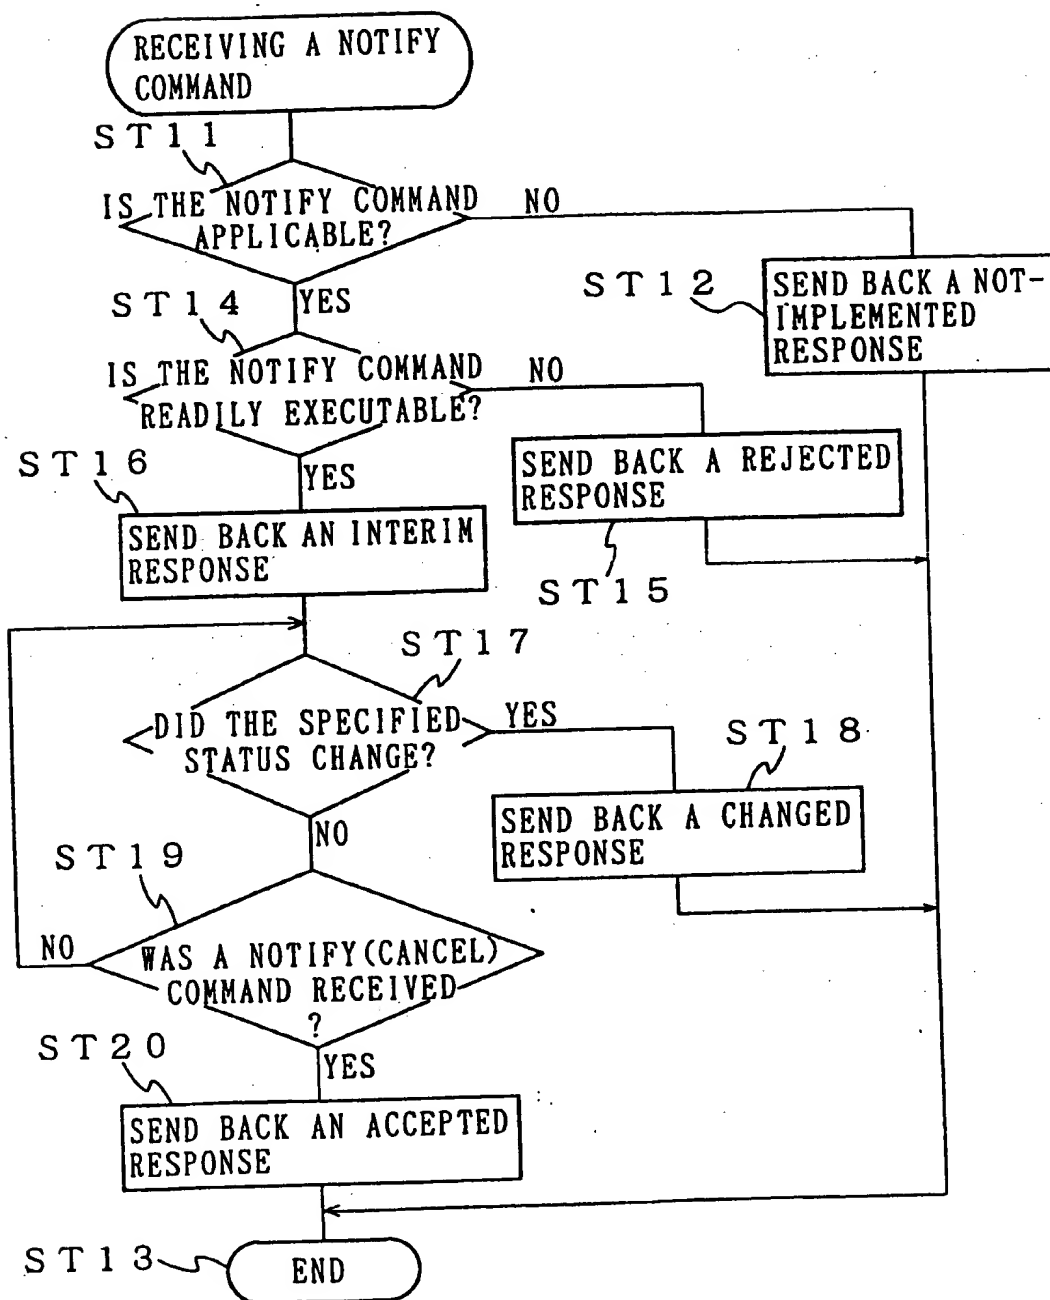 RECEIVING A NOTIFY
COMMAND
ST11
IS THE NOTIFY COMMAND
APPLICABLE?
NO
YES
ST12
SEND BACK A NOT-
IMPLEMENTED
RESPONSE
ST14
IS THE NOTIFY COMMAND
READILY EXECUTABLE?
NO
YES
ST15
SEND BACK A REJECTED
RESPONSE
ST16
SEND BACK AN INTERIM
RESPONSE
ST17
DID THE SPECIFIED
STATUS CHANGE?
YES
NO
ST18
SEND BACK A CHANGED
RESPONSE
ST19
WAS A NOTIFY(CANCEL)
COMMAND RECEIVED
?
NO
YES
ST20
SEND BACK AN ACCEPTED
RESPONSE
ST13
END